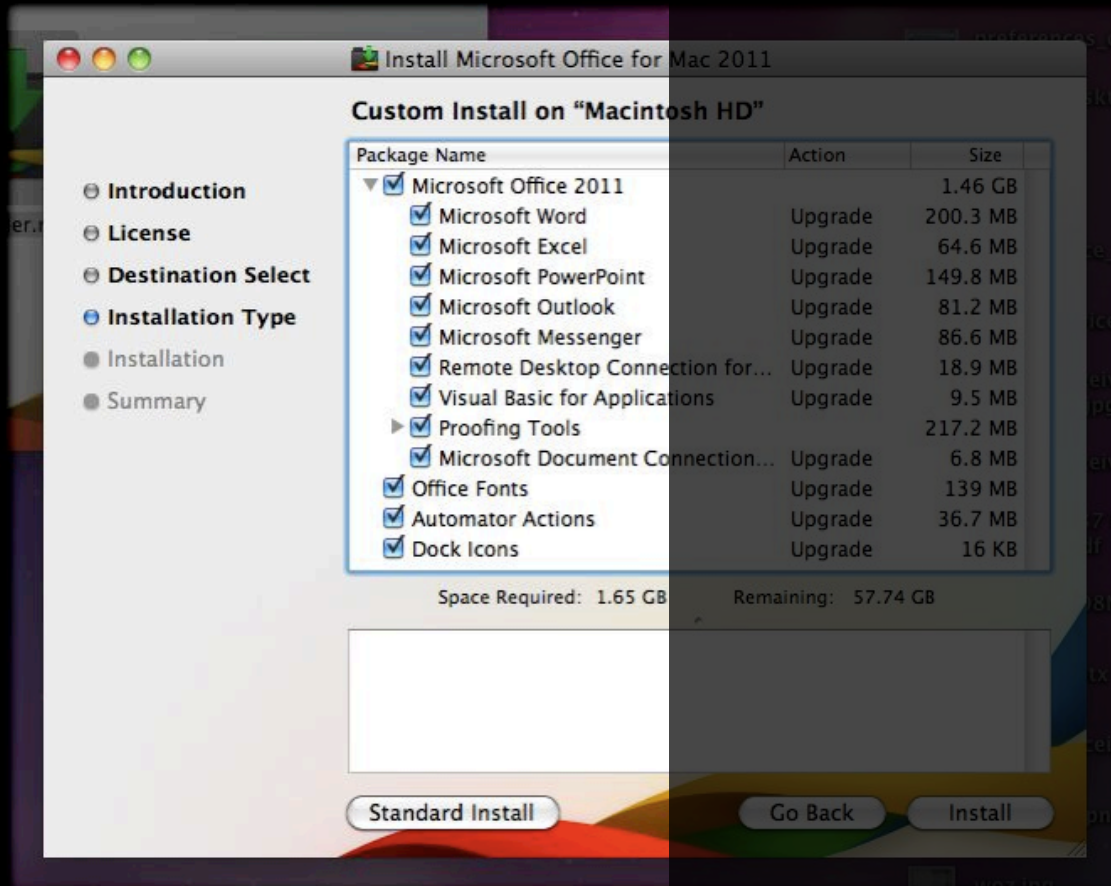 Install Microsoft Office for Mac 2011
Custom Install on “Macintosh HD”
Package Name Action Size
Microsoft Office 2011 1.46 GB
Microsoft Word Upgrade 200.3 MB
Microsoft Excel Upgrade 64.6 MB
Microsoft PowerPoint Upgrade 149.8 MB
Microsoft Outlook Upgrade 81.2 MB
Microsoft Messenger Upgrade 86.6 MB
Remote Desktop Connection for... Upgrade 18.9 MB
Visual Basic for Applications Upgrade 9.5 MB
Proofing Tools 217.2 MB
Microsoft Document Connection... Upgrade 6.8 MB
Office Fonts Upgrade 139 MB
Automator Actions Upgrade 36.7 MB
Dock Icons Upgrade 16 KB
Introduction
License
Destination Select
Installation Type
Installation
Summary
Space Required: 1.65 GB Remaining: 57.74 GB
Standard Install Go Back Install